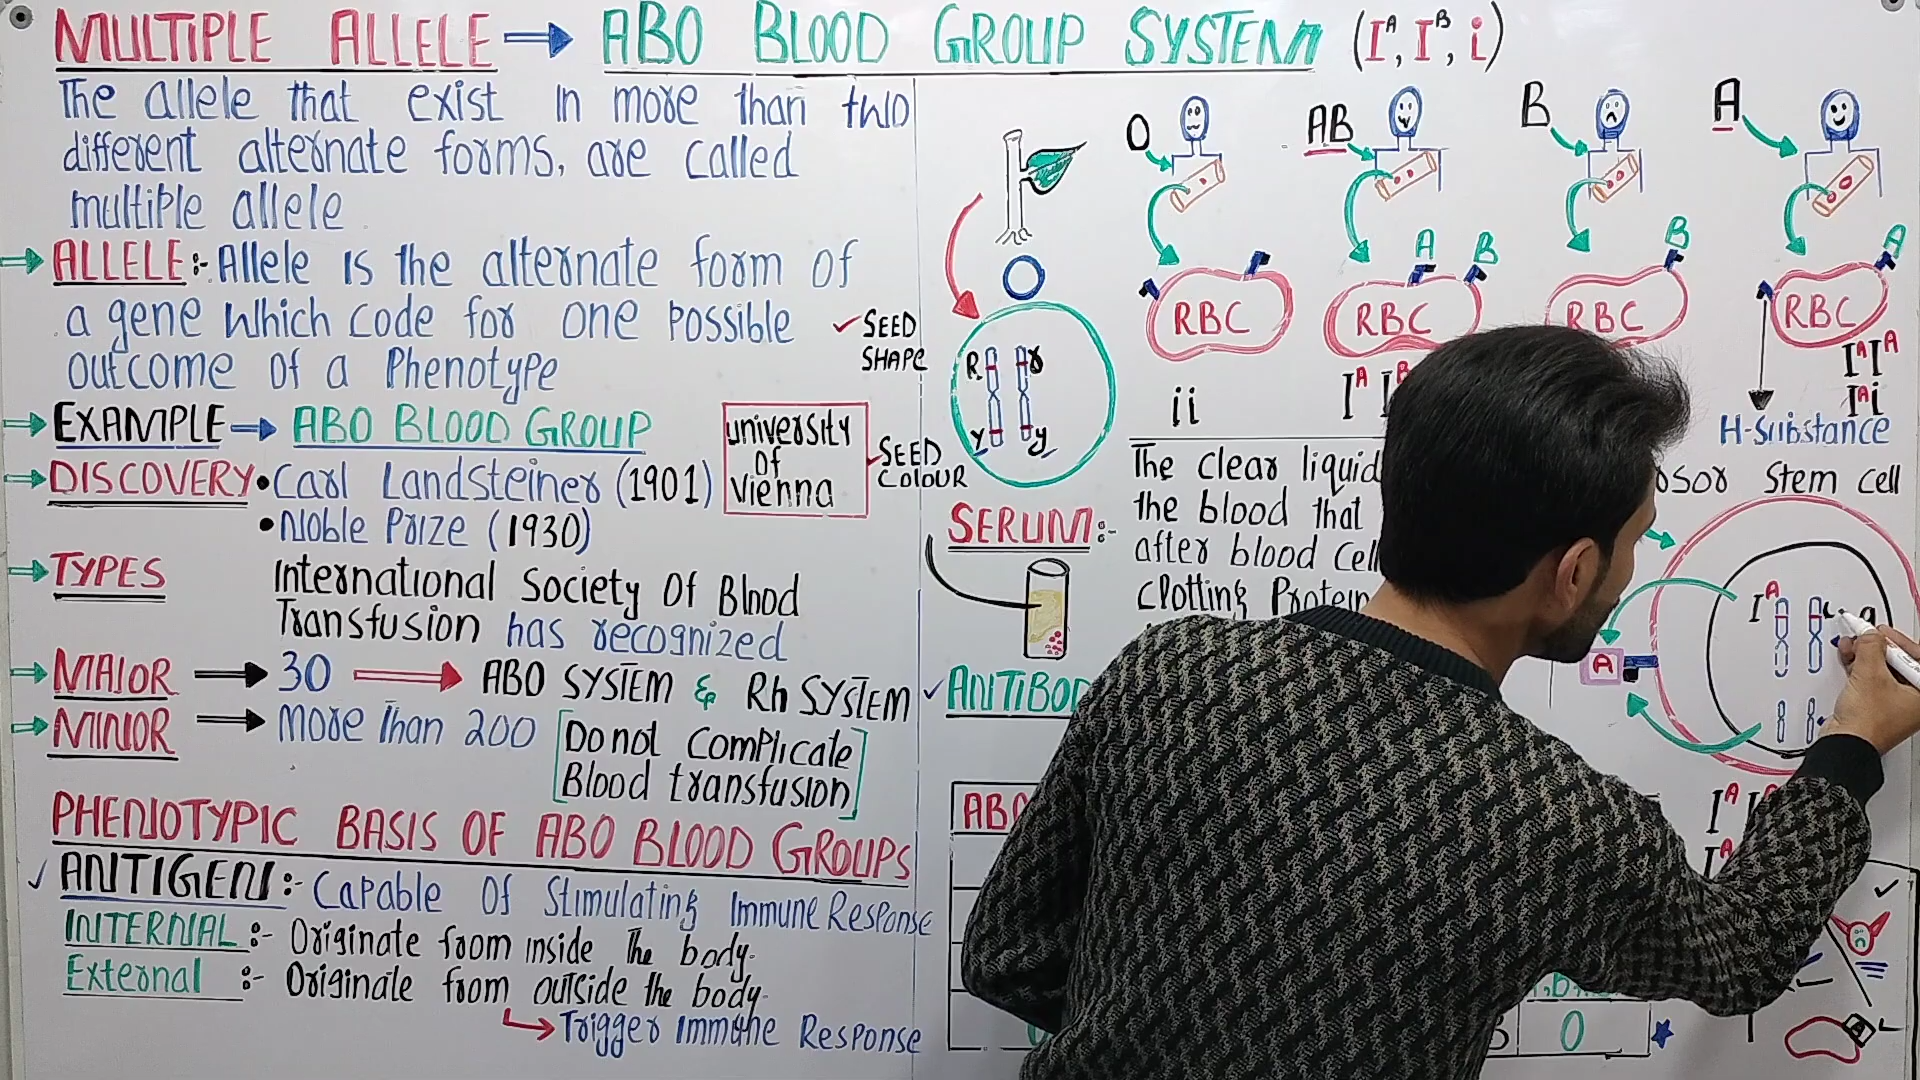 MULTIPLE ALLELE → ABO BLOOD GROUP SYSTEM (Iᴬ, Iᴮ, i)
The allele that exist in more than two
different alternate forms, are called
multiple allele
ALLELE:- Allele is the alternate form of
a gene which code for one possible
outcome of a Phenotype
EXAMPLE → ABO BLOOD GROUP
DISCOVERY • Carl Landsteiner (1901)
• Noble Prize (1930)
university
of
vienna
TYPES International Society Of Blood
Transfusion has recognized
MAJOR → 30 → ABO SYSTEM & Rh SYSTEM
MINOR → more than 200
[Do not Complicate
Blood transfusion]
PHENOTYPIC BASIS OF ABO BLOOD GROUPS
ANTIGEN:- Capable Of Stimulating Immune Response
INTERNAL:- Originate from inside the body.
External :- Originate from outside the body.
Trigger immune Response
SEED
SHAPE
SEED
COLOUR
R r
Y y
O AB B A
A B B A
RBC RBC RBC RBC
ii Iᴬ Iᴮ IᴬIᴬ
Iᴬi
H-Substance
Stem cell
SERUM:-
The clear liquid
the blood that
after blood cell
clotting Protein
Iᴬ
A
Iᴬ
O